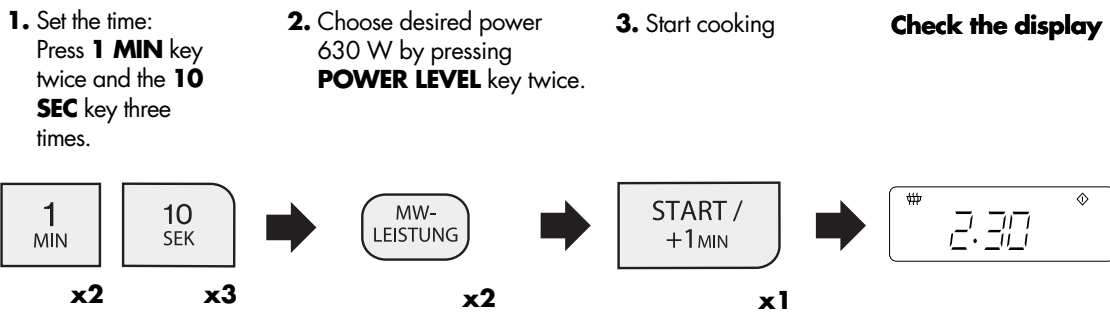 1. Set the time:
Press 1 MIN key
twice and the 10
SEC key three
times.
2. Choose desired power
630 W by pressing
POWER LEVEL key twice.
3. Start cooking
Check the display
1
MIN
10
SEK
MW-
LEISTUNG
START /
+1MIN
2.30
x2
x3
x2
x1